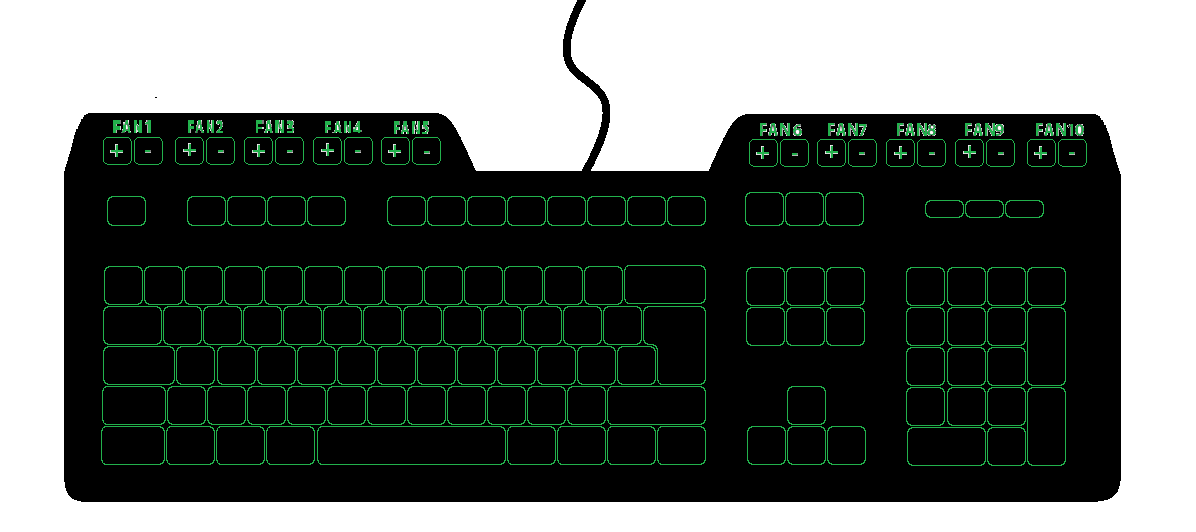 FAN1 FAN2 FAN3 FAN4 FAN5 FAN6 FAN7 FAN8 FAN9 FAN10
+ - + - + - + - + - + - + - + - + - + -